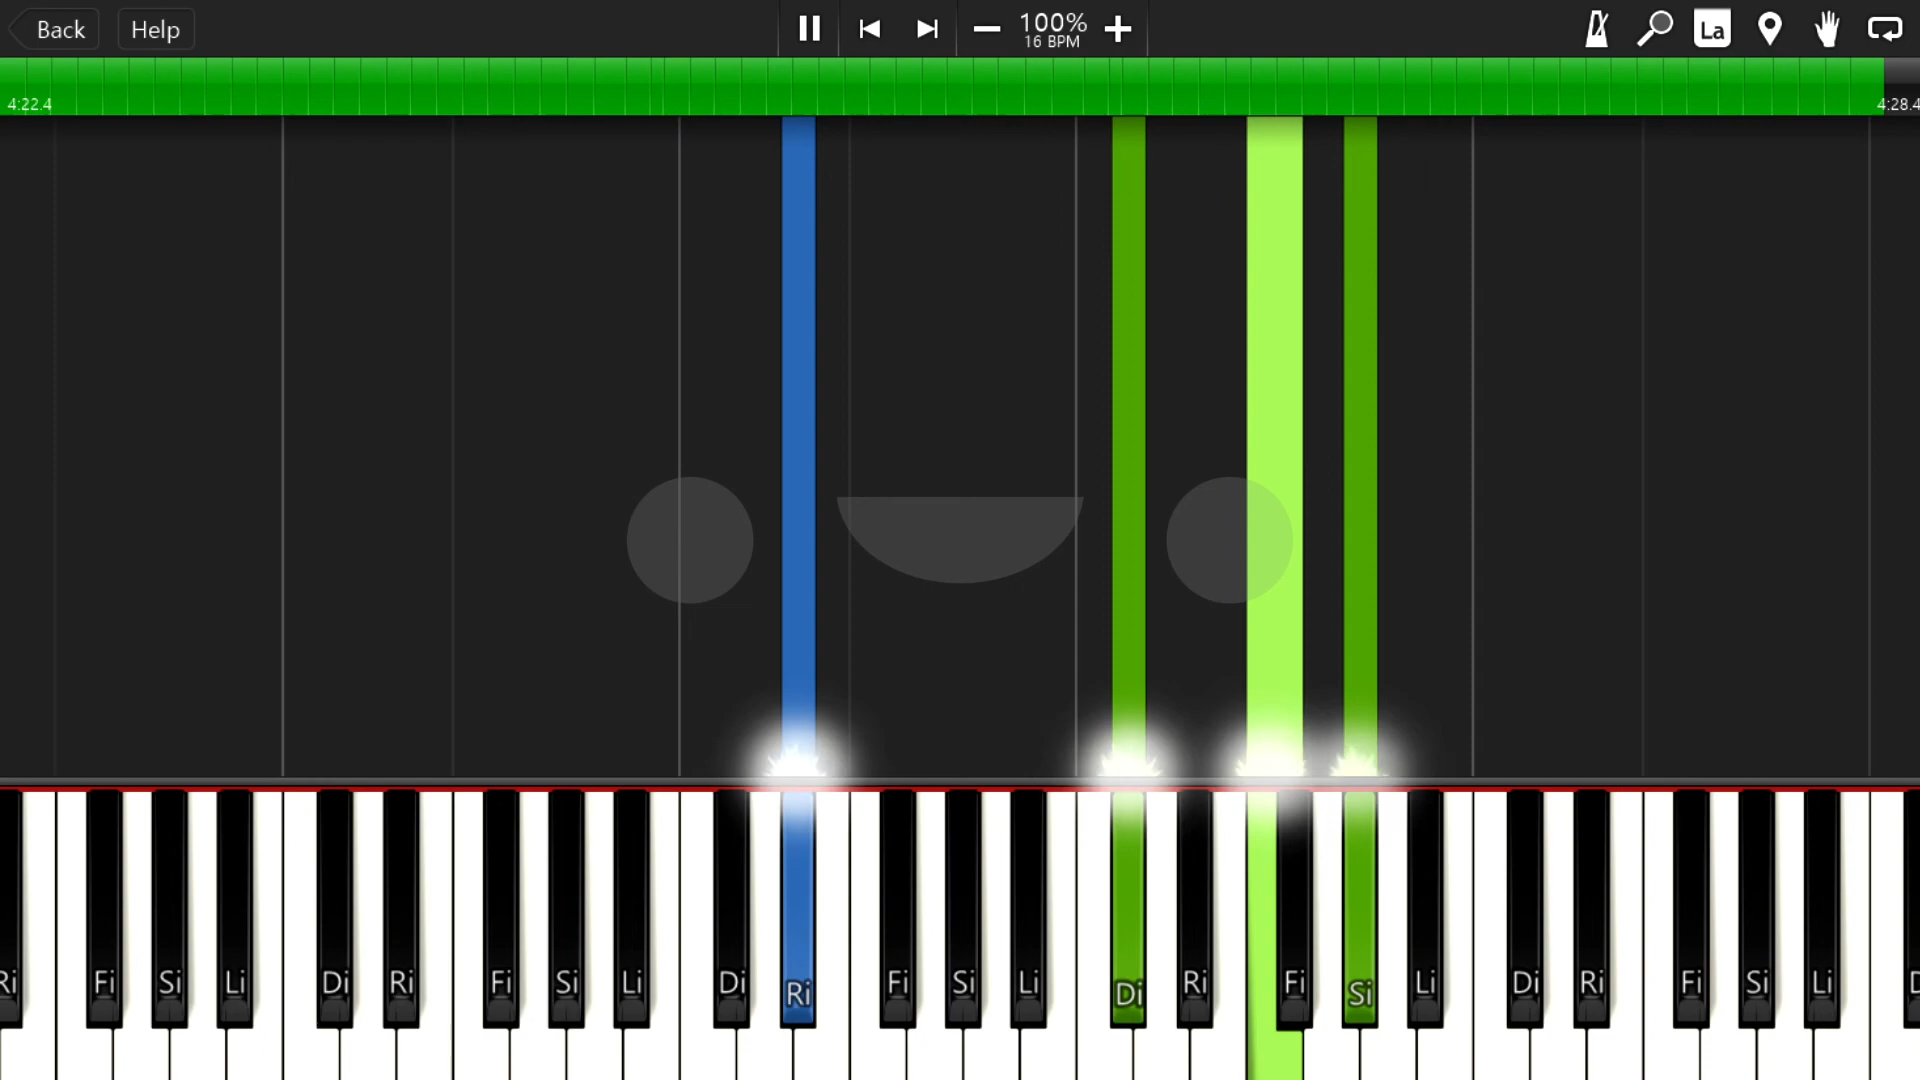 Back Help 100% La
16 BPM
4:22.4 4:28.4
Ri Fi Si Li Di Ri Fi Si Li Di Ri Fi Si Li Di Ri Fi Si Li Di Ri Fi Si Li